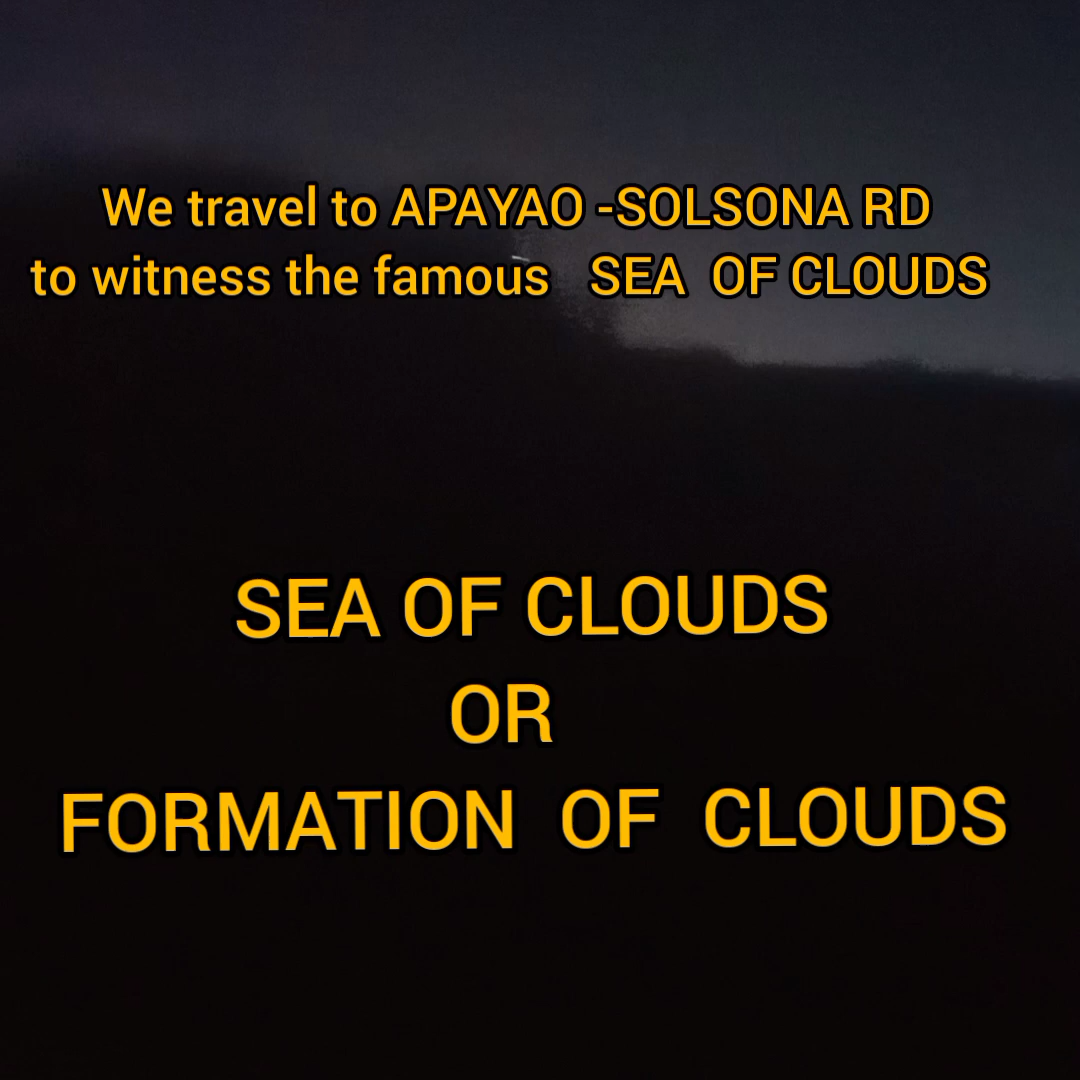 We travel to APAYAO -SOLSONA RD
to witness the famous SEA OF CLOUDS
SEA OF CLOUDS
OR
FORMATION OF CLOUDS